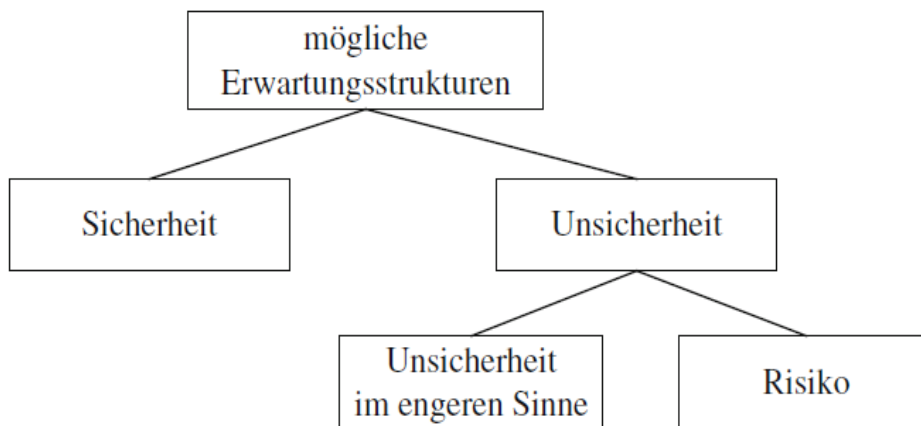 mögliche
Erwartungsstrukturen
Sicherheit
Unsicherheit
Unsicherheit
im engeren Sinne
Risiko